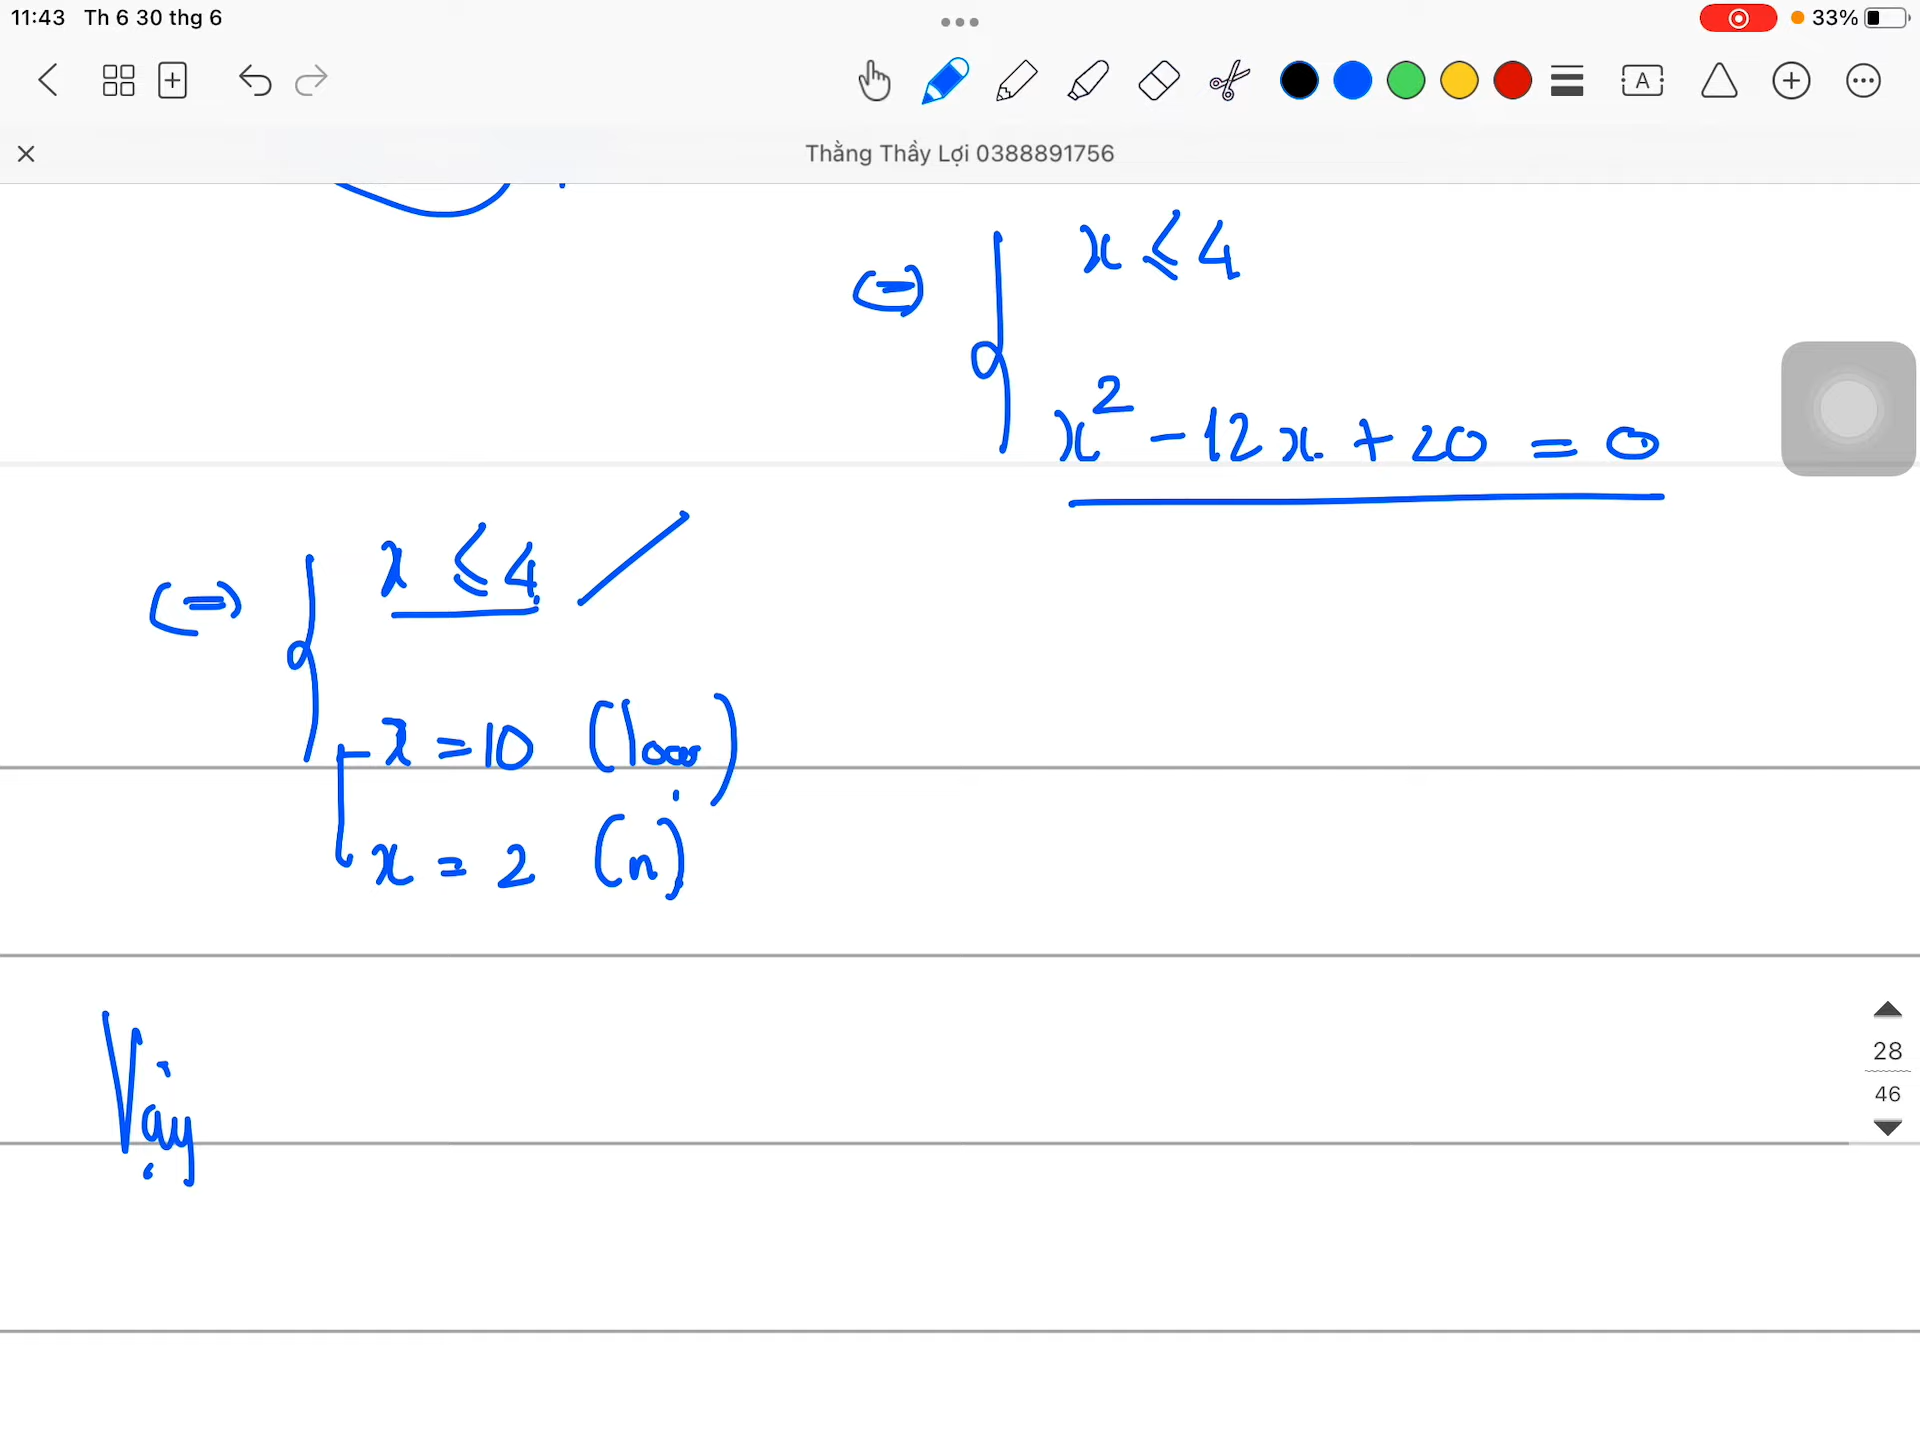 11:43 Th 6 30 thg 6
33%
A
Thằng Thầy Lợi 0388891756
x ≤ 4
⇔
x² - 12x + 20 = 0
x ≤ 4
⇔
x = 10 (loại)
x = 2 (n)
Vậy
28
46